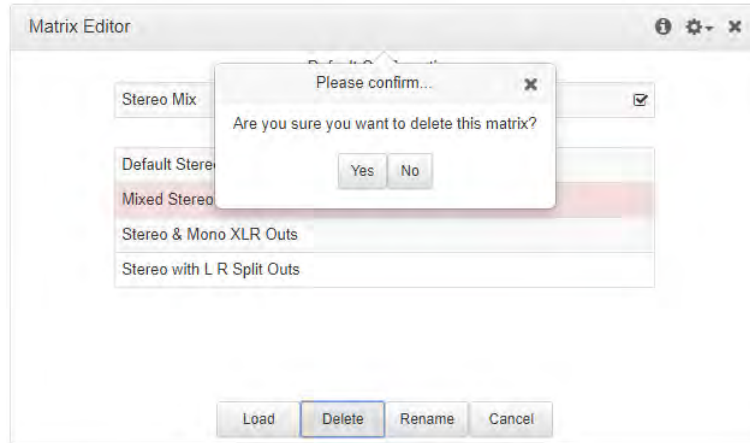 Matrix Editor
Please confirm...
Stereo Mix
Are you sure you want to delete this matrix?
Yes No
Default Stere
Mixed Stereo
Stereo & Mono XLR Outs
Stereo with L R Split Outs
Load Delete Rename Cancel